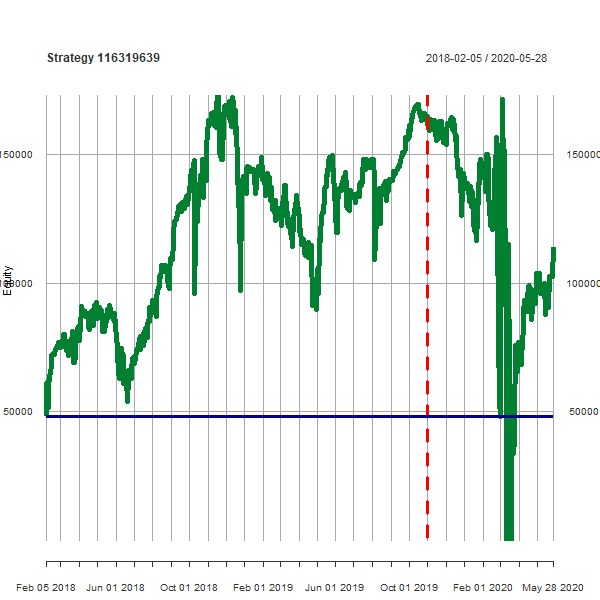 Strategy 116319639
2018-02-05 / 2020-05-28
150000 150000
100000 100000
50000 50000
Equity
Feb 05 2018 Jun 01 2018 Oct 01 2018 Feb 01 2019 Jun 01 2019 Oct 01 2019 Feb 01 2020 May 28 2020